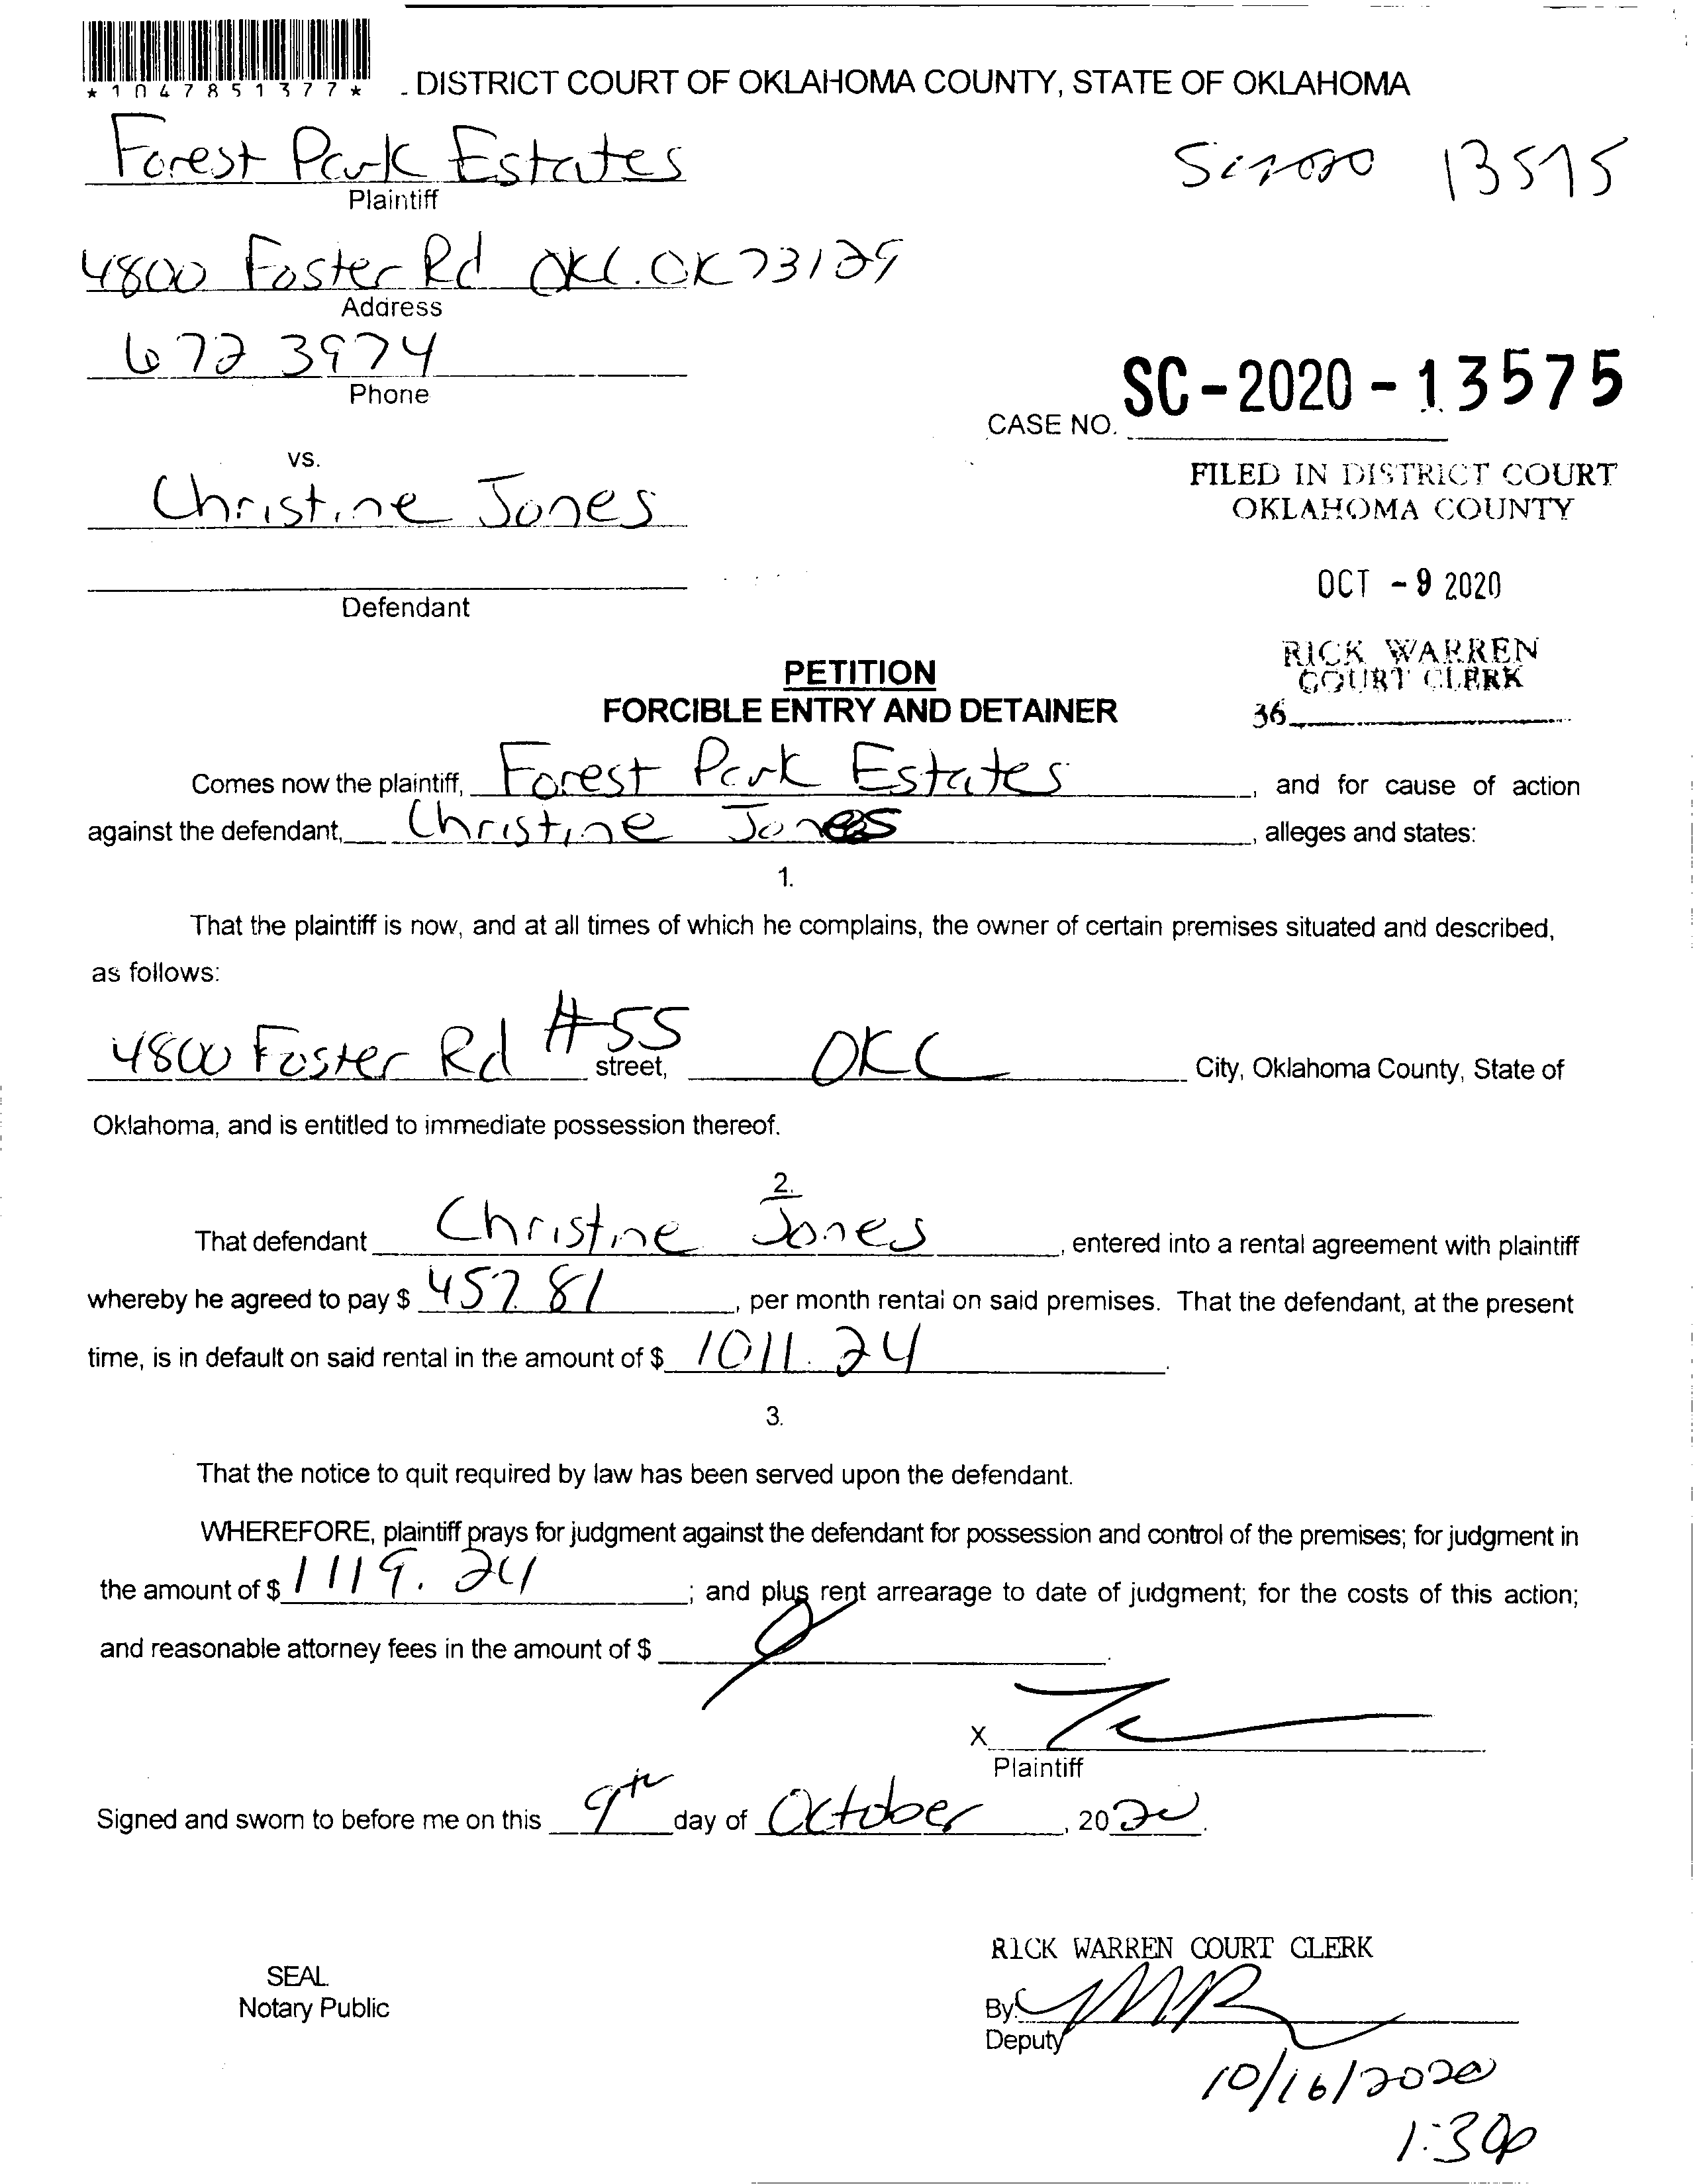 *1047851377*
DISTRICT COURT OF OKLAHOMA COUNTY, STATE OF OKLAHOMA
Forest Park Estates
Plaintiff
13575
4800 Foster Rd OKC. OK 73129
Address
672 3974
Phone
CASE NO. SC-2020-13575
vs.
Christine Jones
FILED IN DISTRICT COURT
OKLAHOMA COUNTY
OCT -9 2020
Defendant
RICK WARREN
COURT CLERK
36
PETITION
FORCIBLE ENTRY AND DETAINER
Comes now the plaintiff, Forest Park Estates, and for cause of action
against the defendant, Christine Jones, alleges and states:
1.
That the plaintiff is now, and at all times of which he complains, the owner of certain premises situated and described,
as follows:
4800 Foster Rd #55 street, OKC City, Oklahoma County, State of
Oklahoma, and is entitled to immediate possession thereof.
2.
That defendant Christine Jones, entered into a rental agreement with plaintiff
whereby he agreed to pay $ 457.81, per month rental on said premises. That the defendant, at the present
time, is in default on said rental in the amount of $ 1011.24.
3.
That the notice to quit required by law has been served upon the defendant.
WHEREFORE, plaintiff prays for judgment against the defendant for possession and control of the premises; for judgment in
the amount of $ 1119.24; and plus rent arrearage to date of judgment; for the costs of this action;
and reasonable attorney fees in the amount of $
X
Plaintiff
Signed and sworn to before me on this 9th day of October, 2020.
RICK WARREN COURT CLERK
SEAL
Notary Public
By:
Deputy
10/16/2020
1:30p